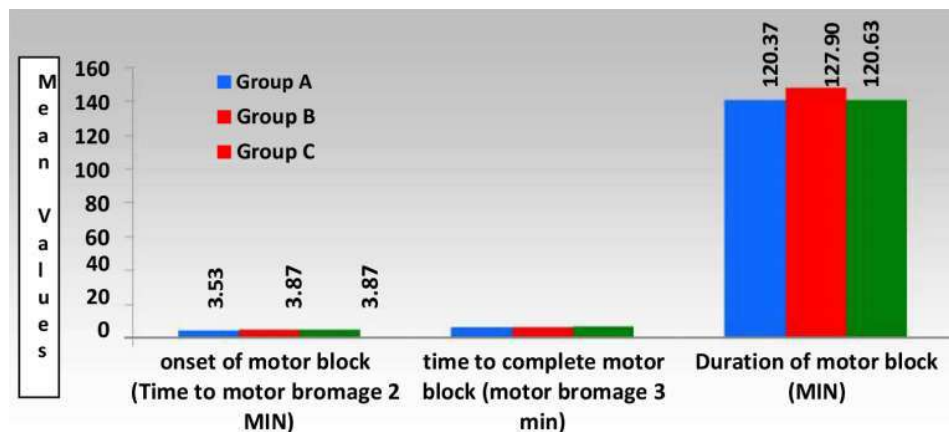 Mean Values
160
140
120
100
80
60
40
20
0
Group A
Group B
Group C
3.53
3.87
3.87
120.37
127.90
120.63
onset of motor block
(Time to motor bromage 2
MIN)
time to complete motor
block (motor bromage 3
min)
Duration of motor block
(MIN)